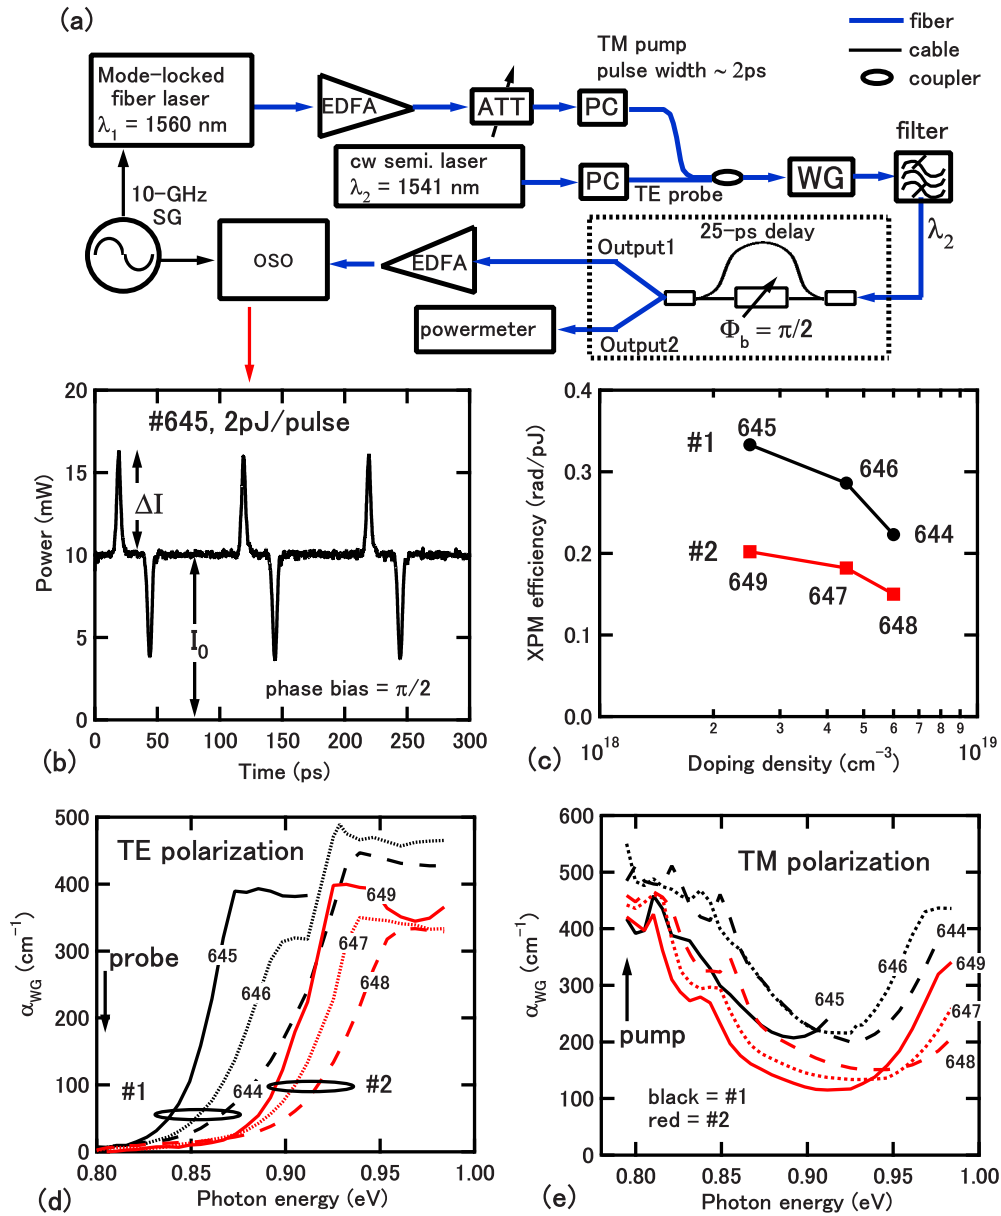 (a)
fiber
cable
coupler
TM pump
pulse width ~ 2ps
Mode-locked
fiber laser
λ1 = 1560 nm
EDFA
ATT
PC
cw semi. laser
λ2 = 1541 nm
PC
TE probe
WG
filter
λ2
10-GHz
SG
OSO
EDFA
Output1
25-ps delay
Φb = π/2
Output2
powermeter
20
15
10
5
0
Power (mW)
#645, 2pJ/pulse
ΔI
I0
phase bias = π/2
0 50 100 150 200 250 300
(b)
Time (ps)
0.4
0.3
0.2
0.1
0.0
XPM efficiency (rad/pJ)
#1
645
646
644
#2
649
647
648
10^18 2 3 4 5 6 7 8 9 10^19
(c)
Doping density (cm^-3)
500
400
300
200
100
0
αWG (cm^-1)
TE polarization
probe
645
646
644
649
647
648
#1
#2
0.80 0.85 0.90 0.95 1.00
(d)
Photon energy (eV)
600
500
400
300
200
100
0
αWG (cm^-1)
TM polarization
pump
645
646
644
649
647
648
black = #1
red = #2
0.80 0.85 0.90 0.95 1.00
(e)
Photon energy (eV)